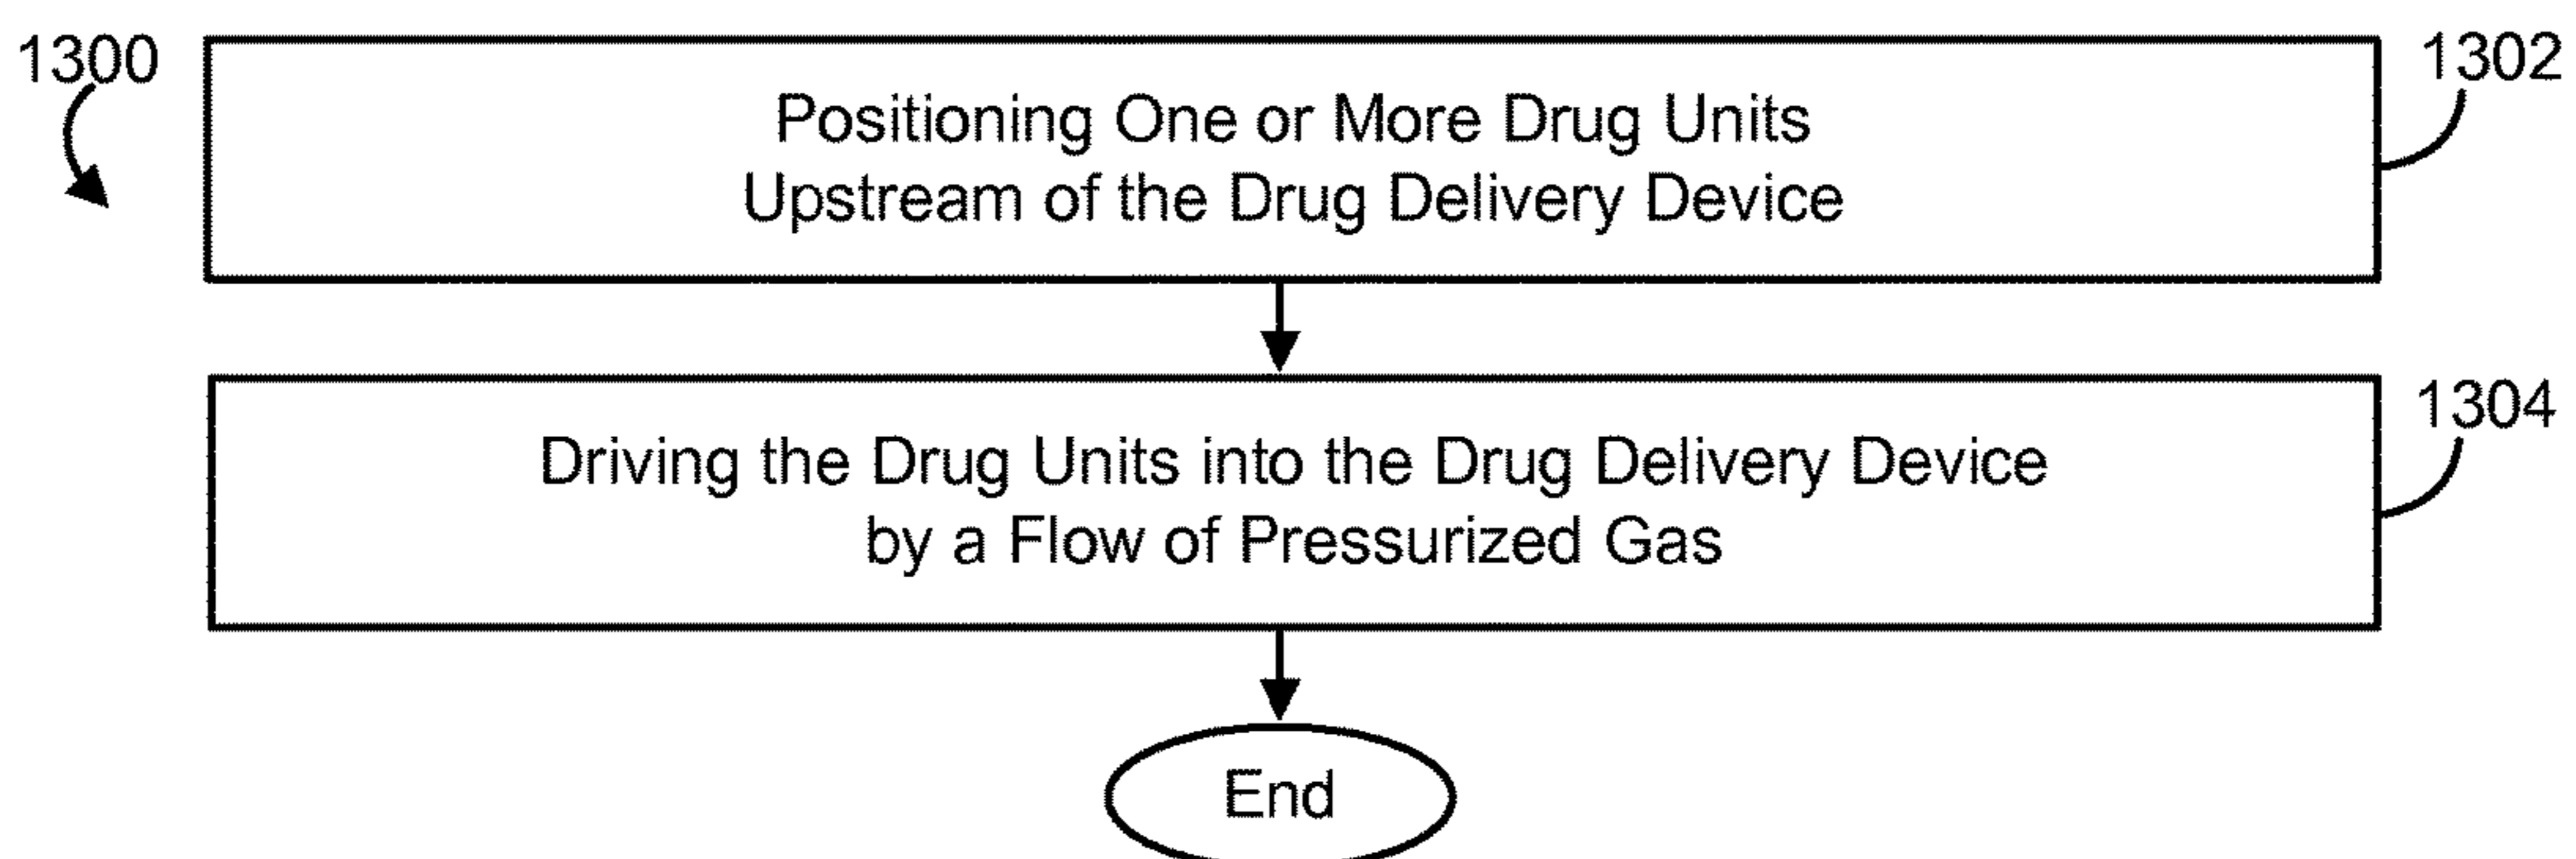 1300
1302
Positioning One or More Drug Units
Upstream of the Drug Delivery Device
1304
Driving the Drug Units into the Drug Delivery Device
by a Flow of Pressurized Gas
End